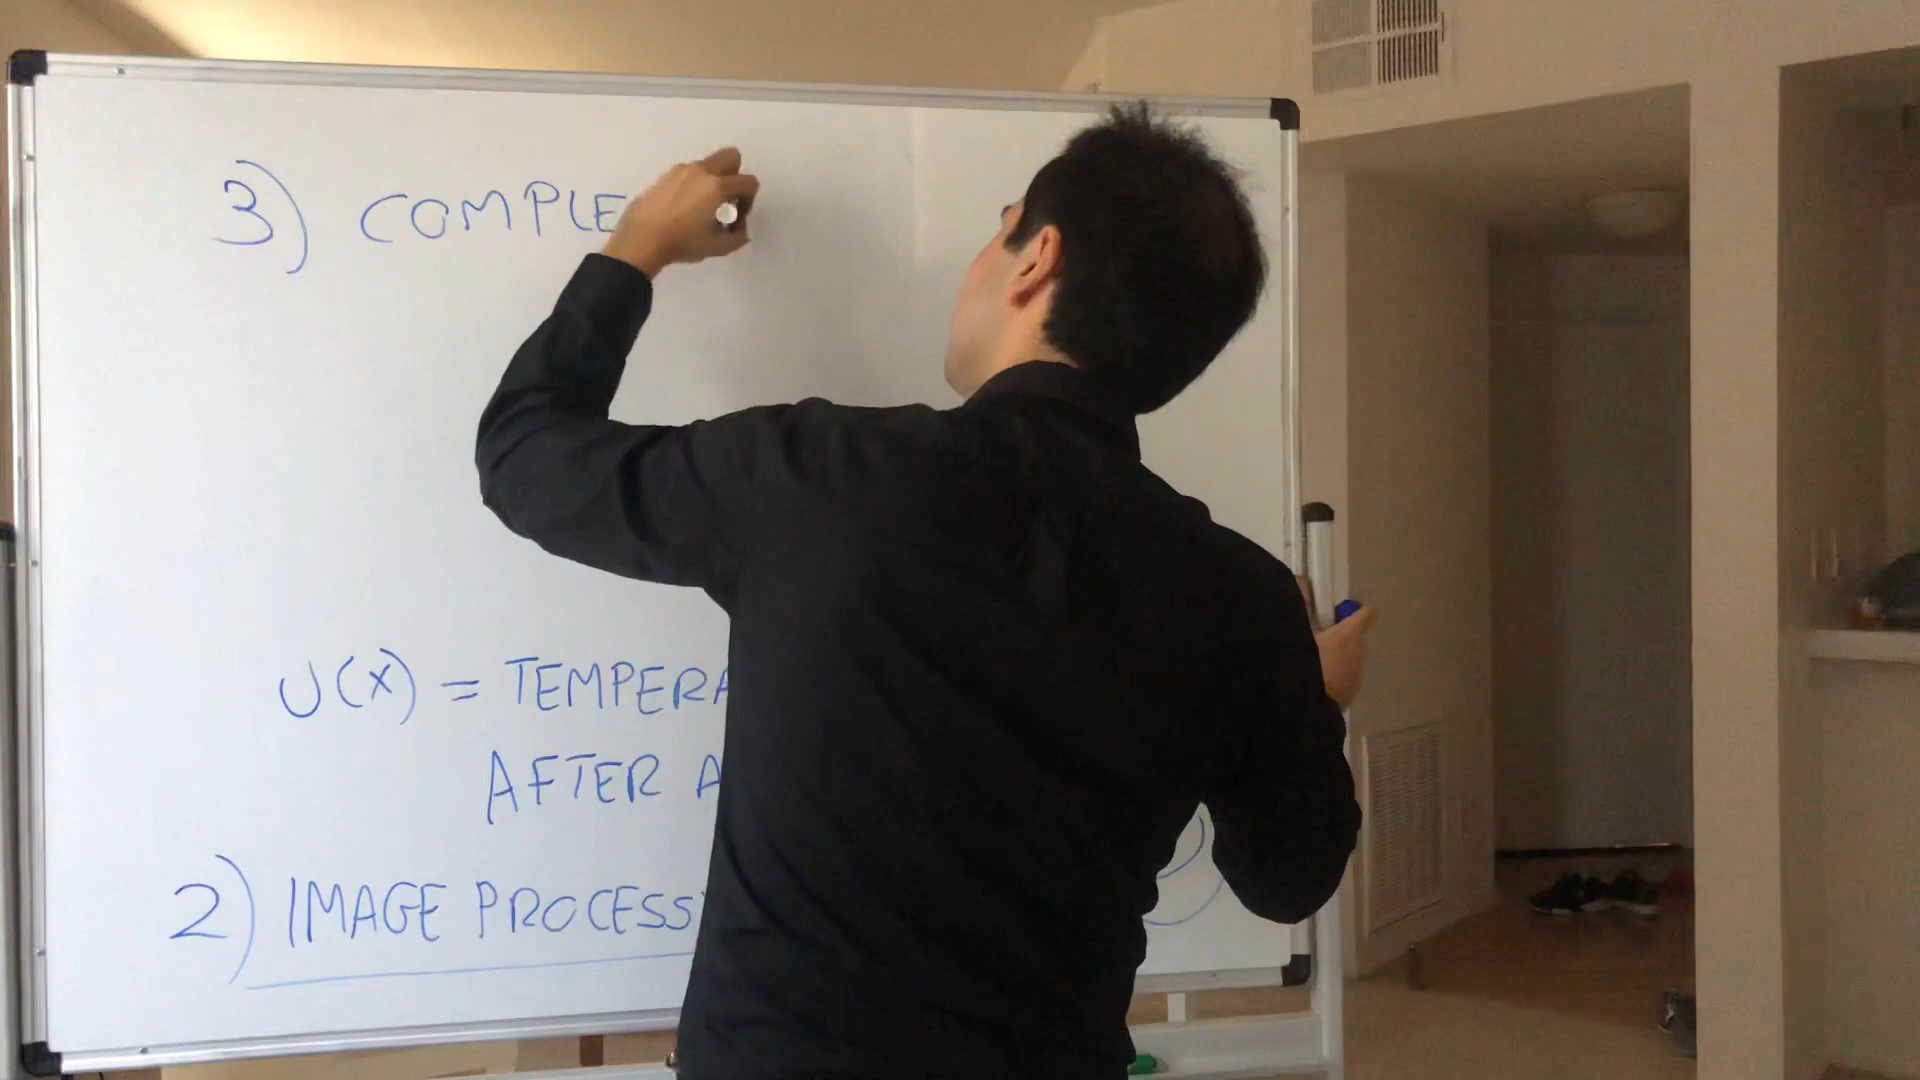 3) COMPLE
U(X) = TEMPERA
AFTER A
2) IMAGE PROCESS